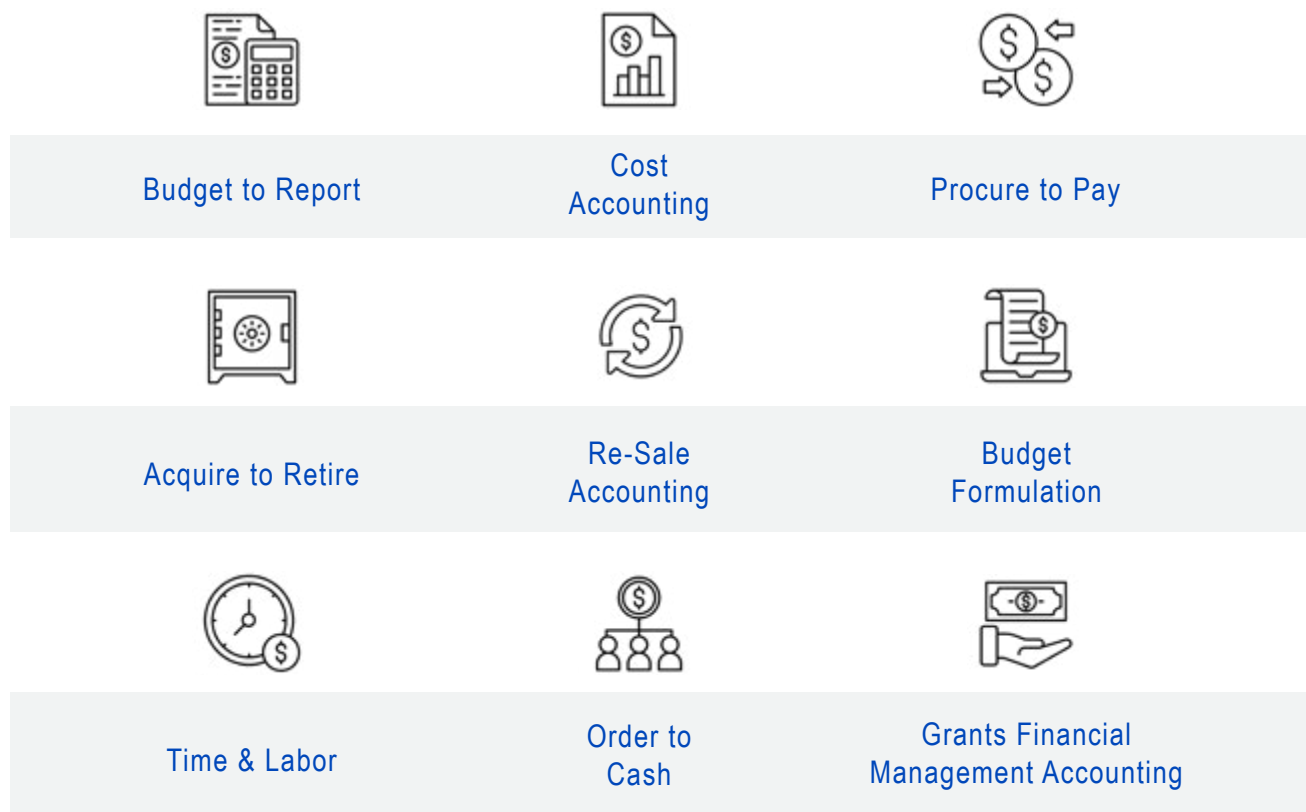 Budget to Report
Cost
Accounting
Procure to Pay
Acquire to Retire
Re-Sale
Accounting
Budget
Formulation
Time & Labor
Order to
Cash
Grants Financial
Management Accounting